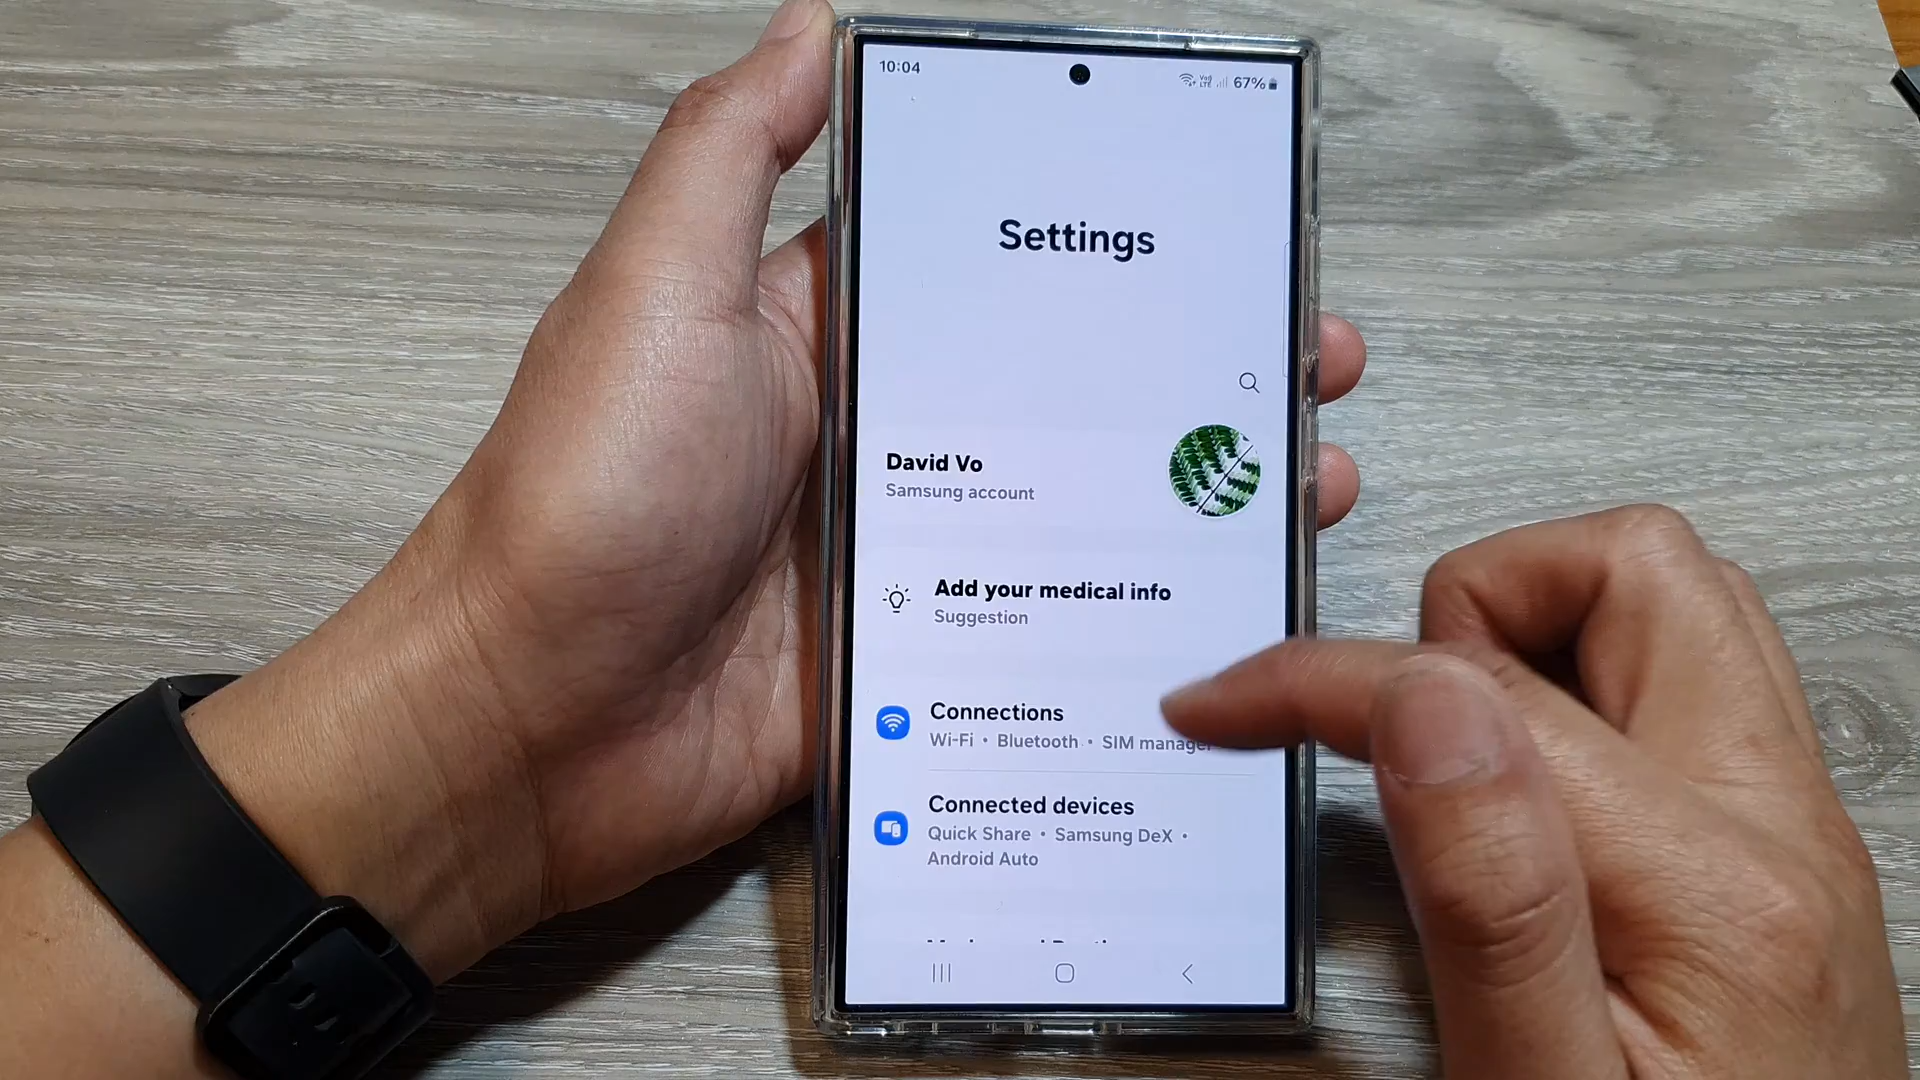 10:04
67%
Settings
David Vo
Samsung account
Add your medical info
Suggestion
Connections
Wi-Fi • Bluetooth • SIM manager
Connected devices
Quick Share • Samsung DeX •
Android Auto